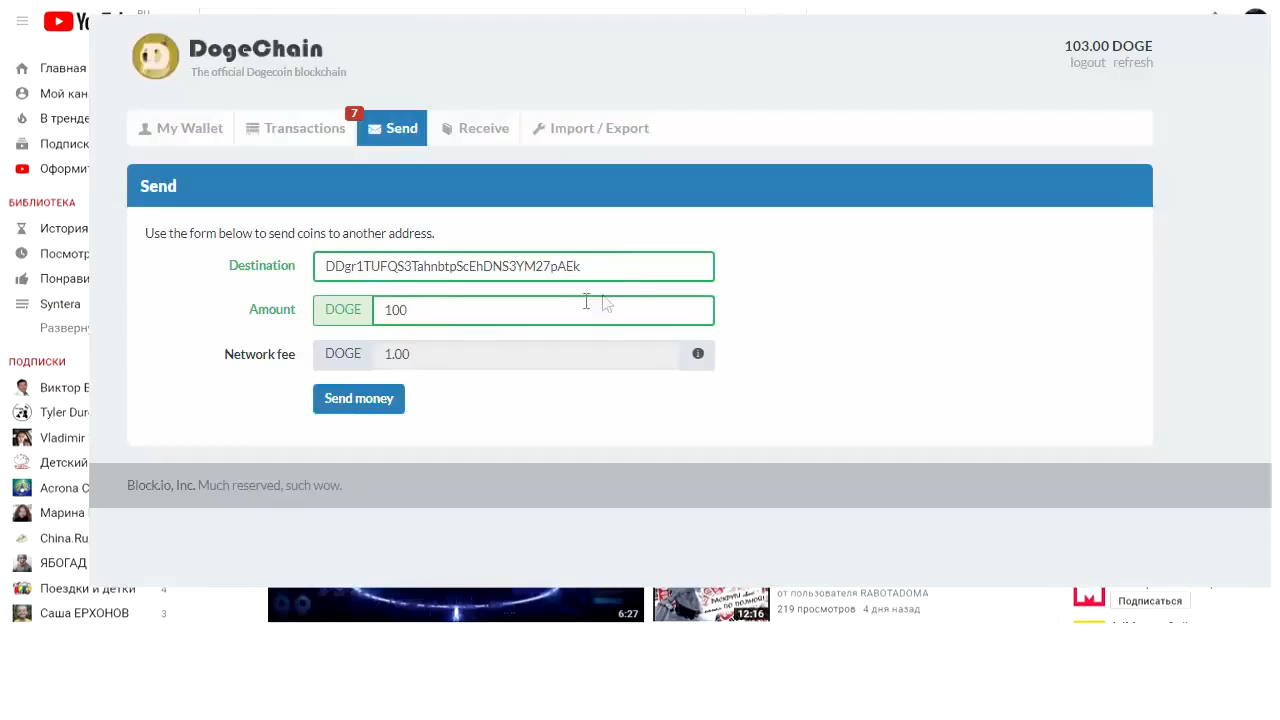 RU
DogeChain
The official Dogecoin blockchain
103.00 DOGE
logout refresh
My Wallet
Transactions
7
Send
Receive
Import / Export
Send
Use the form below to send coins to another address.
Destination
DDgr1TUFQS3TahnbtpScEhDNS3YM27pAEk
Amount
DOGE 100
Network fee
DOGE 1.00
Send money
Block.io, Inc. Much reserved, such wow.
Главная
Мой кан
В тренде
Подписк
Оформит
БИБЛИОТЕКА
История
Посмотр
Понрави
Syntera
Разверну
ПОДПИСКИ
Виктор Б
Tyler Dur
Vladimir
Детский
Acrona C
Марина
China.Ru
ЯБОГАД
Поездки и детки 4
Саша ЕРХОНОВ 3
6:27
12:16
от пользователя RABOTADOMA
219 просмотров 4 дня назад
Подписаться